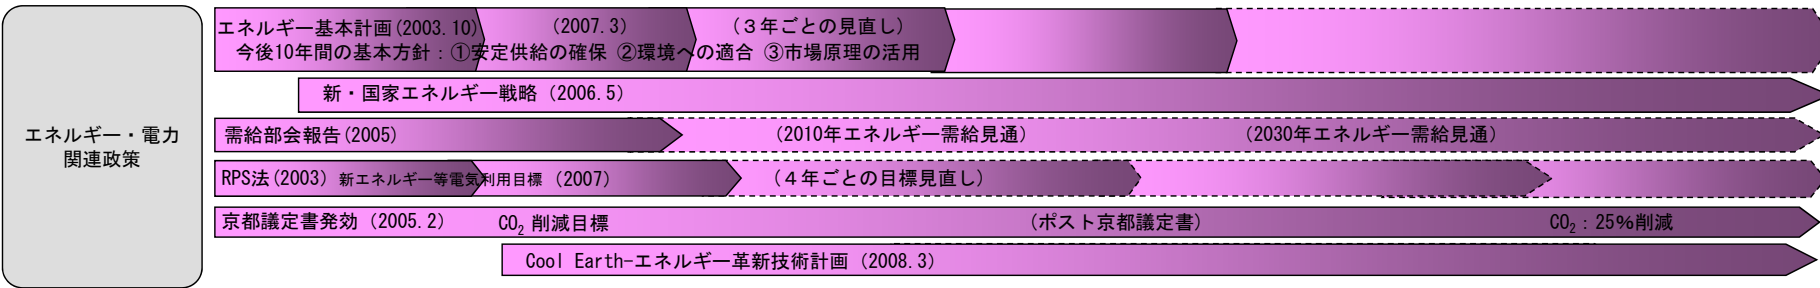 エネルギー・電力
関連政策
エネルギー基本計画(2003.10) (2007.3) (３年ごとの見直し)
今後10年間の基本方針：①安定供給の確保 ②環境への適合 ③市場原理の活用
新・国家エネルギー戦略 (2006.5)
需給部会報告(2005) (2010年エネルギー需給見通) (2030年エネルギー需給見通)
RPS法(2003) 新エネルギー等電気利用目標 (2007) (４年ごとの目標見直し)
京都議定書発効 (2005.2) CO₂ 削減目標 (ポスト京都議定書) CO₂：25%削減
Cool Earth-エネルギー革新技術計画 (2008.3)